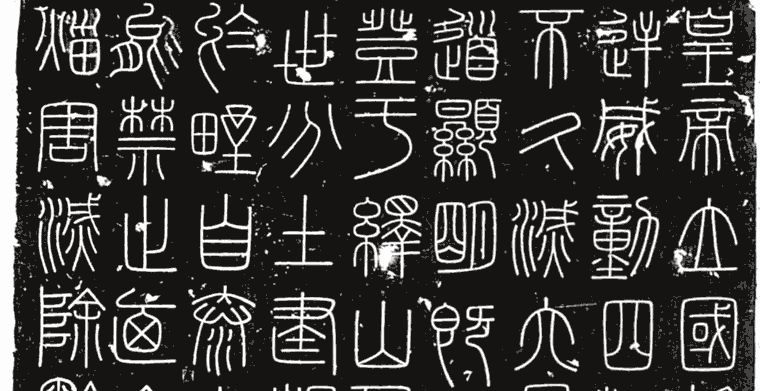 皇帝立國
逆威動四
不久滅六
道顯明既
登于繹山
世分土建
於野自泰
能禁止迺
災害滅除